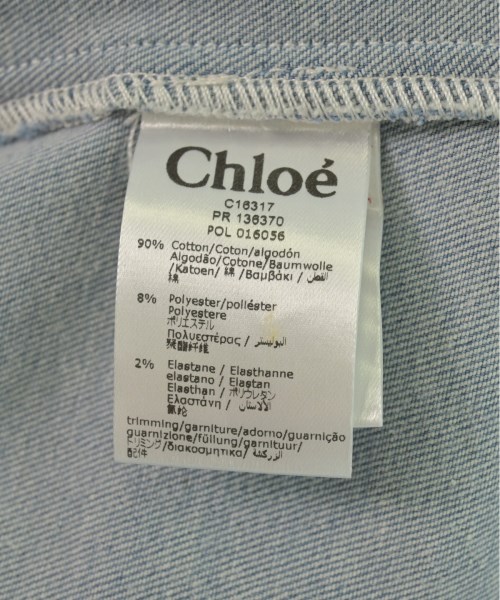 Chloé
C16317
PR 136370
POL 016056
90% Cotton/Coton/algodón
Algodão/Cotone/Baumwolle
/Katoen/ 綿 /Βαμβάκι / القطن/
棉
8% Polyester/poliéster
Polyestere
ポリエステル
Πολυεστέρας / البوليستر/
聚酯纤维
2% Elastane / Elasthanne
elastano / Elastan
Elasthan / ポリウレタン
Ελαστάνη / الالاستان/
氨纶
trimming/garniture/adorno/guarnição
guarnizione/füllung/garnituur/
トリミング/διακοσμητικά/ الزركشة/
配件